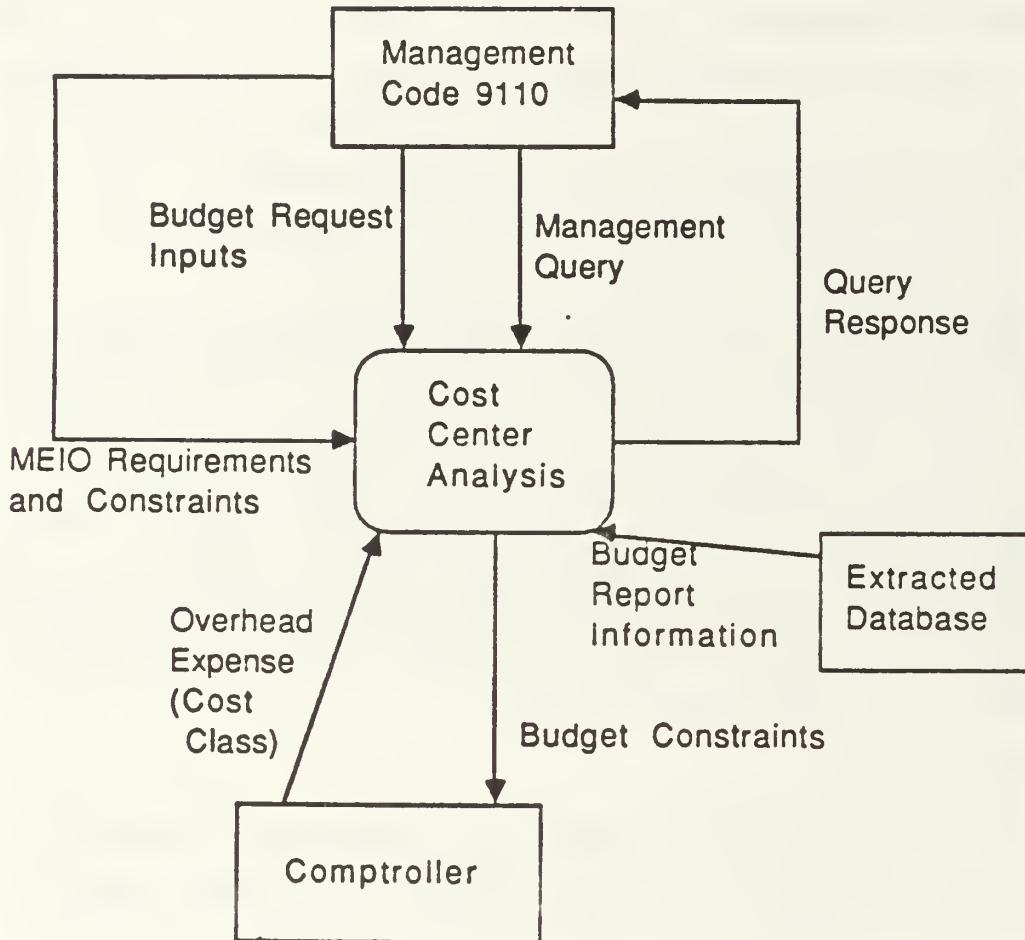 Management
Code 9110
Budget Request
Inputs
Management
Query
Query
Response
Cost
Center
Analysis
MEIO Requirements
and Constraints
Budget
Report
Information
Extracted
Database
Overhead
Expense
(Cost
Class)
Budget Constraints
Comptroller